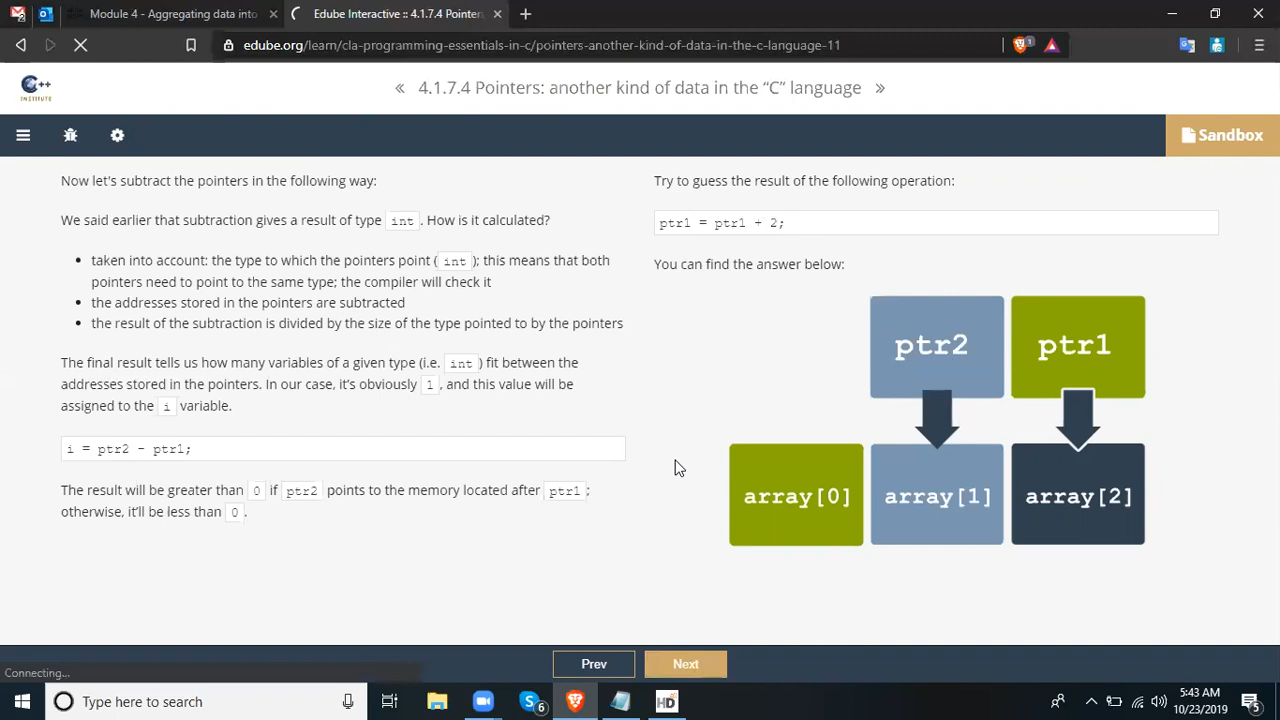 Module 4 - Aggregating data into
Edube Interactive :: 4.1.7.4 Pointers
edube.org/learn/cla-programming-essentials-in-c/pointers-another-kind-of-data-in-the-c-language-11
1
C++
INSTITUTE
« 4.1.7.4 Pointers: another kind of data in the “C” language »
Sandbox
Now let's subtract the pointers in the following way:
We said earlier that subtraction gives a result of type int. How is it calculated?
• taken into account: the type to which the pointers point (int); this means that both
pointers need to point to the same type; the compiler will check it
• the addresses stored in the pointers are subtracted
• the result of the subtraction is divided by the size of the type pointed to by the pointers
The final result tells us how many variables of a given type (i.e. int) fit between the
addresses stored in the pointers. In our case, it’s obviously 1, and this value will be
assigned to the i variable.
i = ptr2 - ptr1;
The result will be greater than 0 if ptr2 points to the memory located after ptr1;
otherwise, it’ll be less than 0.
Try to guess the result of the following operation:
ptr1 = ptr1 + 2;
You can find the answer below:
ptr2 ptr1
array[0] array[1] array[2]
Prev Next
Connecting...
Type here to search
6
HD
5:43 AM
10/23/2019
5